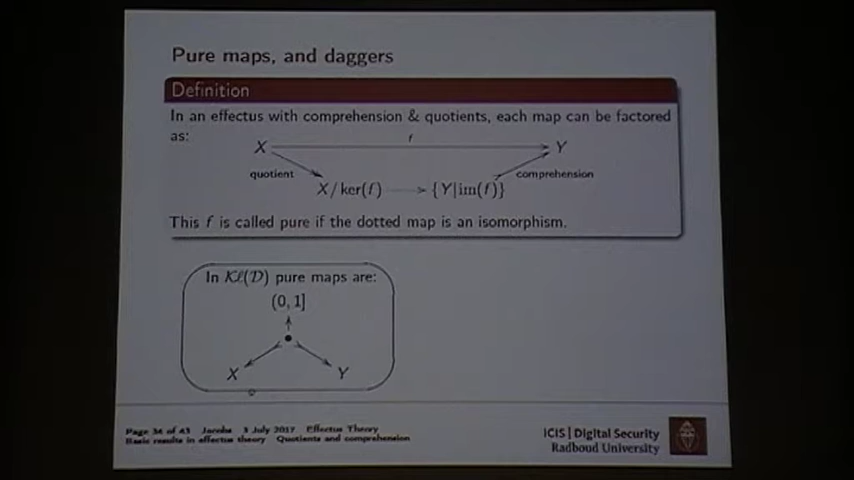 Pure maps, and daggers
Definition
In an effectus with comprehension & quotients, each map can be factored
as:
X f Y
quotient comprehension
X/ ker(f) {Y|im(f)}
This f is called pure if the dotted map is an isomorphism.
In Kℓ(D) pure maps are:
(0, 1]
X Y
Page 34 of 43 Jacobs 3 July 2017 Effectus Theory
Basic results in effectus theory Quotients and comprehension
iCIS | Digital Security
Radboud University